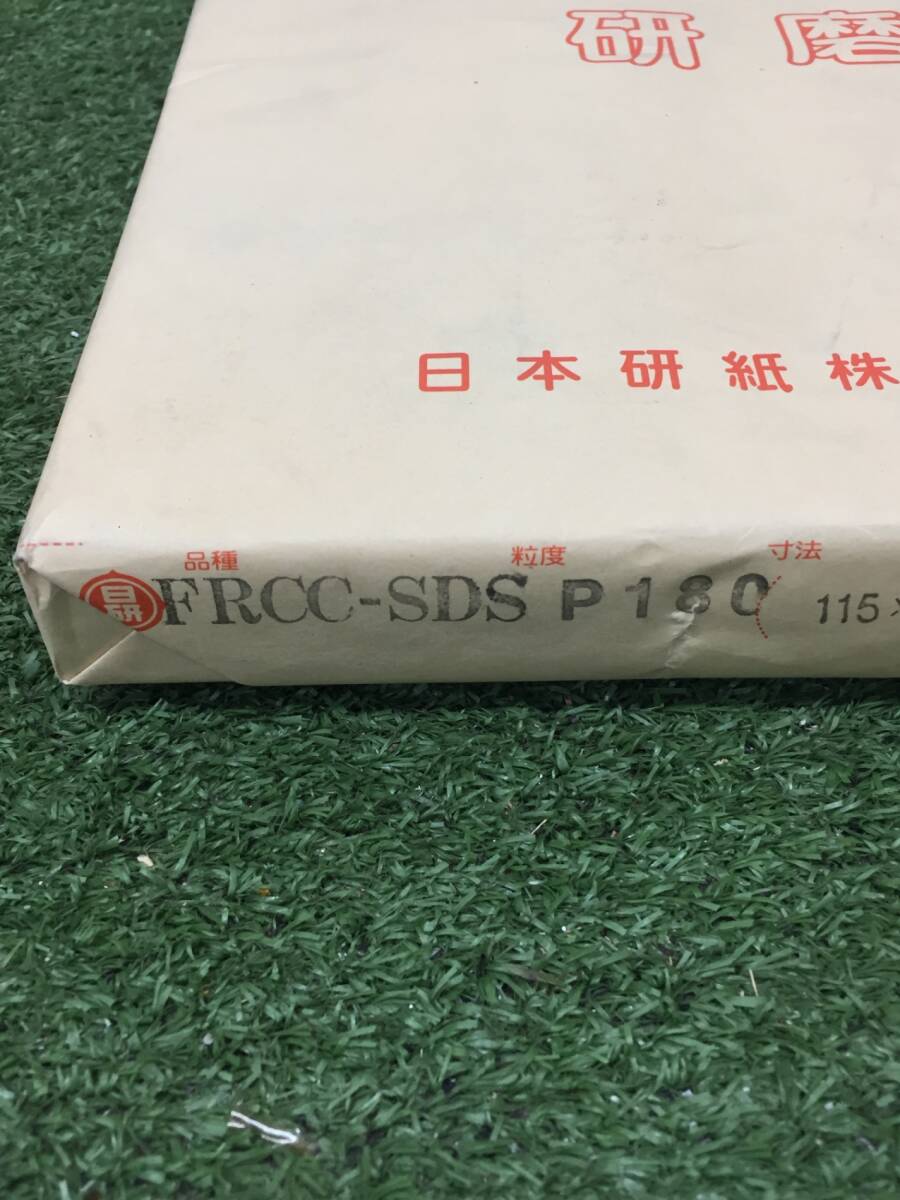 研磨
日本研紙株
品種 粒度 寸法
日研 FRCC-SDS P180 115×